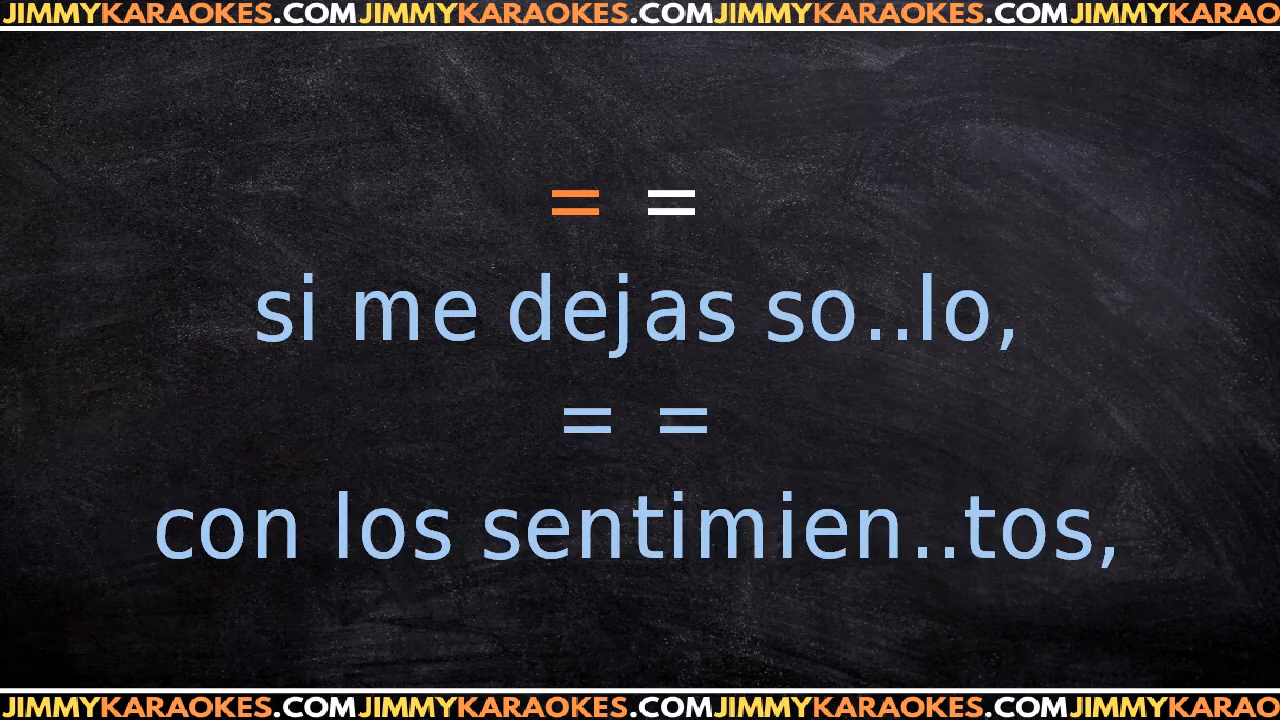 JIMMYKARAOKES.COMJIMMYKARAOKES.COMJIMMYKARAOKES.COMJIMMYKARAO
= =
si me dejas so..lo,
= =
con los sentimien..tos,
JIMMYKARAOKES.COMJIMMYKARAOKES.COMJIMMYKARAOKES.COMJIMMYKARAO